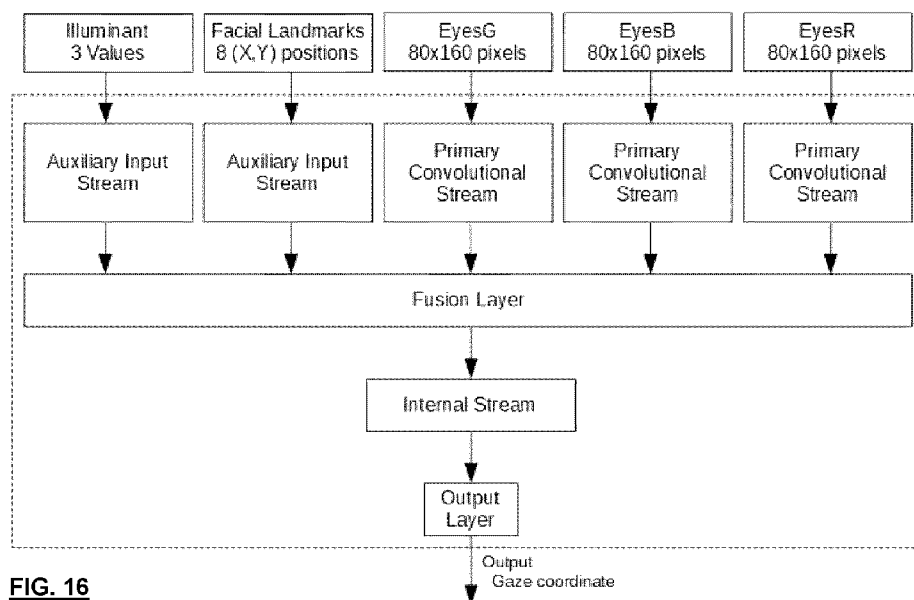 Illuminant
3 Values
Facial Landmarks
8 (X,Y) positions
EyesG
80x160 pixels
EyesB
80x160 pixels
EyesR
80x160 pixels
Auxiliary Input
Stream
Auxiliary Input
Stream
Primary
Convolutional
Stream
Primary
Convolutional
Stream
Primary
Convolutional
Stream
Fusion Layer
Internal Stream
Output
Layer
Output
Gaze coordinate
FIG. 16